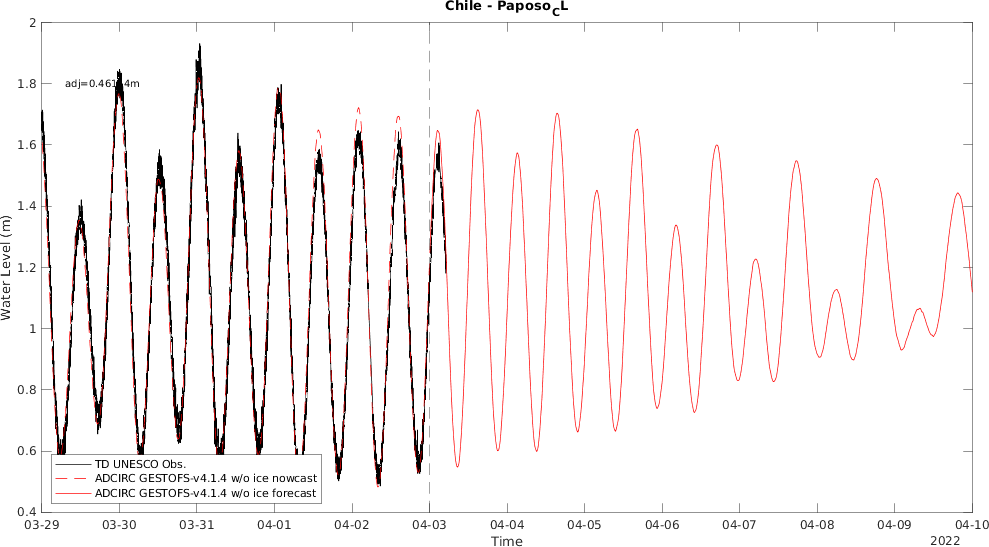 Chile - Paposo_CL
2
1.8
1.6
1.4
1.2
1
0.8
0.6
0.4
Water Level (m)
TD UNESCO Obs.
ADCIRC GESTOFS-v4.1.4 w/o ice nowcast
ADCIRC GESTOFS-v4.1.4 w/o ice forecast
03-29 03-30 03-31 04-01 04-02 04-03 04-04 04-05 04-06 04-07 04-08 04-09 04-10
Time
2022